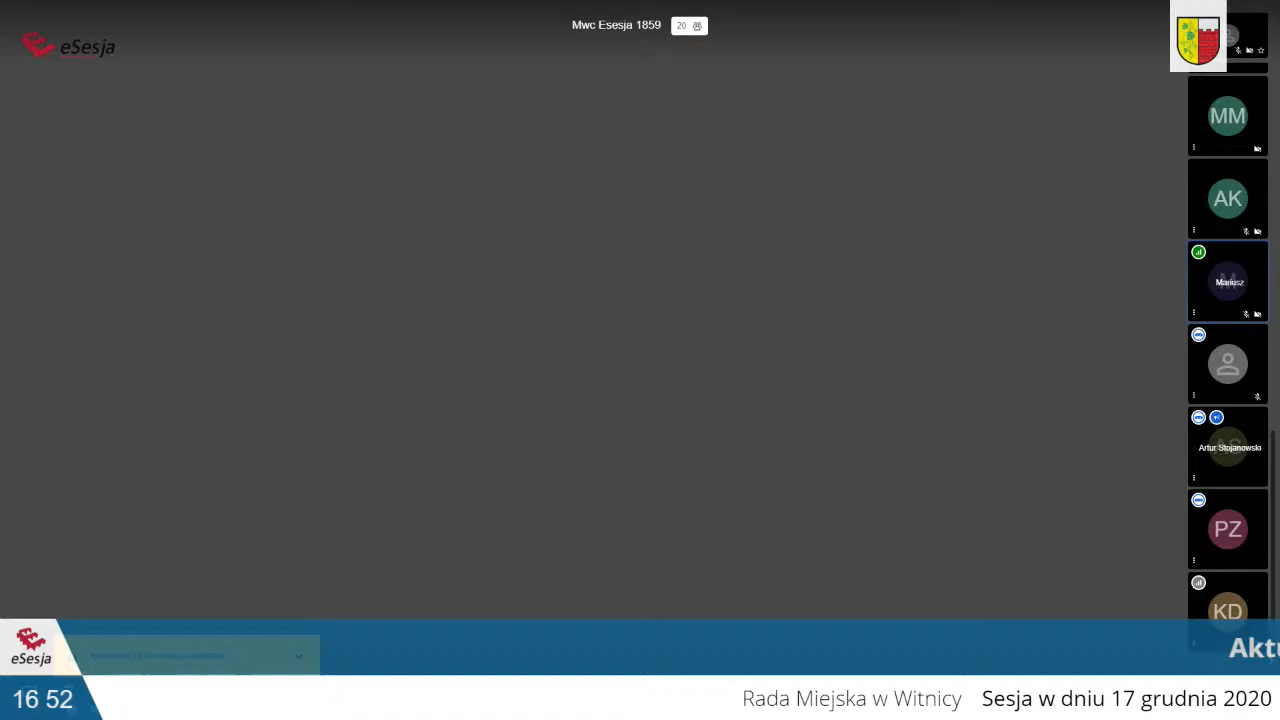 Mwc Esesja 1859 20
eSesja
MM
AK
Mariusz
Artur Stojanowski
PZ
KD
eSesja
Aktu
16 52
Rada Miejska w Witnicy Sesja w dniu 17 grudnia 2020